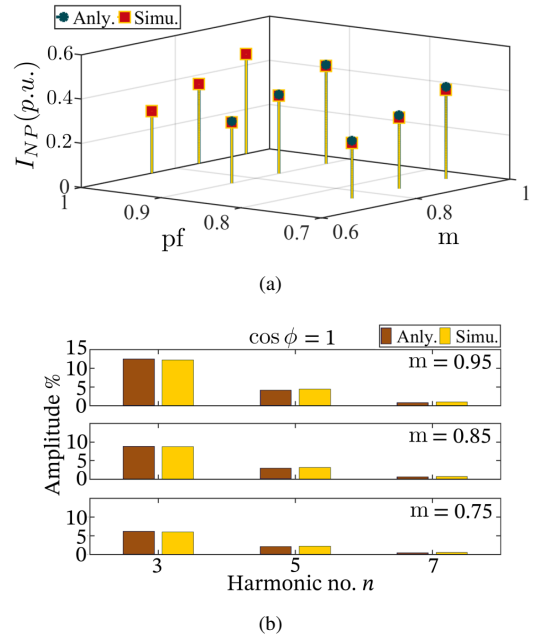 Anly. Simu.
I_NP (p.u.)
0.6
0.4
0.2
0
1
0.9
0.8
0.7
pf
0.6
0.8
1
m
(a)
cos ϕ = 1
Anly. Simu.
Amplitude %
15
10
5
0
m = 0.95
10
5
0
m = 0.85
10
5
0
m = 0.75
3 5 7
Harmonic no. n
(b)